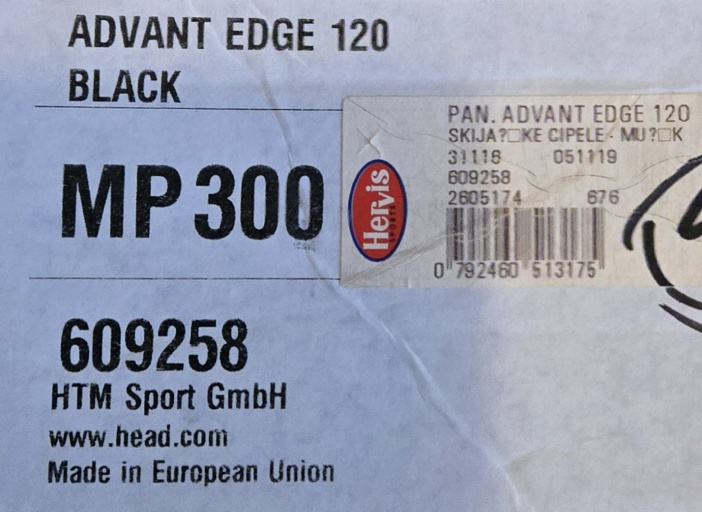 ADVANT EDGE 120
BLACK
MP 300
609258
HTM Sport GmbH
www.head.com
Made in European Union
Hervis
SPORTS
PAN. ADVANT EDGE 120
SKIJA?□KE CIPELE - MU?□K
31118 051119
609258
2605174 676
0 792460 513175